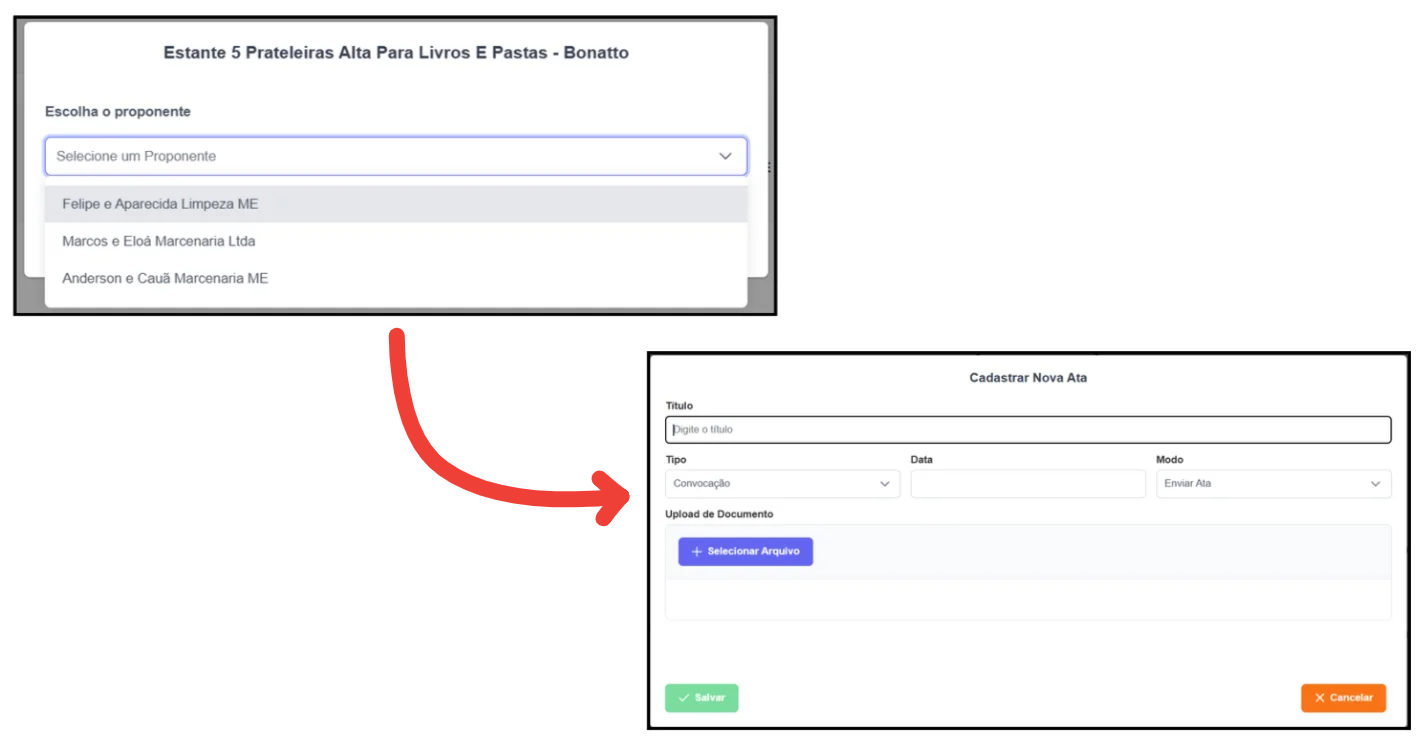 Estante 5 Prateleiras Alta Para Livros E Pastas - Bonatto
Escolha o proponente
Selecione um Proponente
Felipe e Aparecida Limpeza ME
Marcos e Eloá Marcenaria Ltda
Anderson e Cauã Marcenaria ME
Cadastrar Nova Ata
Título
Digite o título
Tipo Data Modo
Convocação Enviar Ata
Upload de Documento
Selecionar Arquivo
Salvar Cancelar